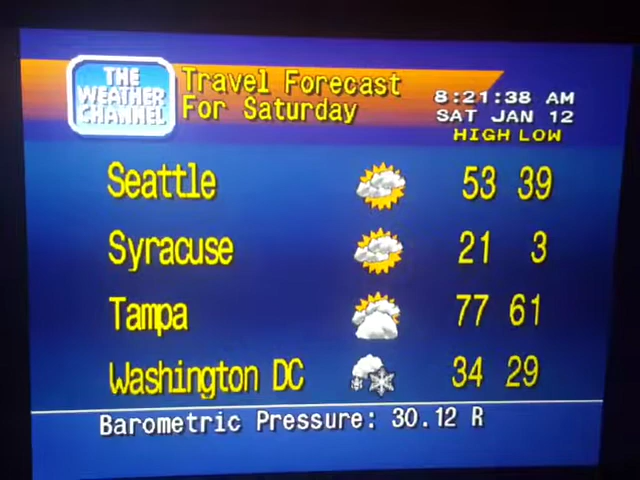 THE
WEATHER
CHANNEL
Travel Forecast
For Saturday
8:21:38 AM
SAT JAN 12
HIGH LOW
Seattle 53 39
Syracuse 21 3
Tampa 77 61
Washington DC 34 29
Barometric Pressure: 30.12 R